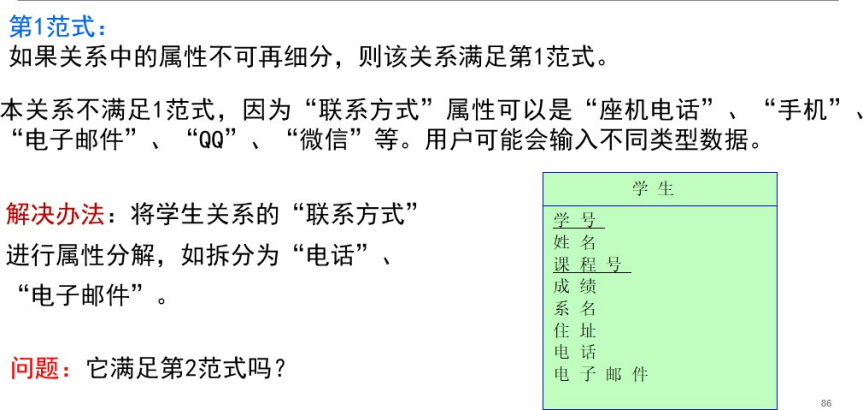 第1范式：
如果关系中的属性不可再细分，则该关系满足第1范式。
本关系不满足1范式，因为“联系方式”属性可以是“座机电话”、“手机”、
“电子邮件”、“QQ”、“微信”等。用户可能会输入不同类型数据。
解决办法：将学生关系的“联系方式”
进行属性分解，如拆分为“电话”、
“电子邮件”。
问题：它满足第2范式吗？
学生
学号
姓名
课程号
成绩
系名
住址
电话
电子邮件
86